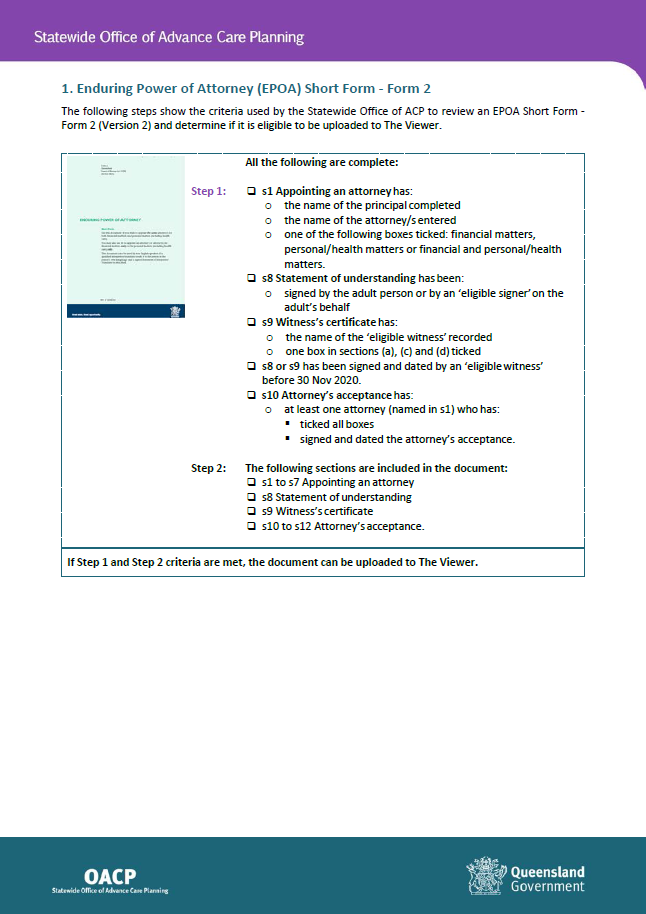 Statewide Office of Advance Care Planning
1. Enduring Power of Attorney (EPOA) Short Form - Form 2
The following steps show the criteria used by the Statewide Office of ACP to review an EPOA Short Form -
Form 2 (Version 2) and determine if it is eligible to be uploaded to The Viewer.
All the following are complete:
Step 1:
❑ s1 Appointing an attorney has:
o the name of the principal completed
o the name of the attorney/s entered
o one of the following boxes ticked: financial matters,
personal/health matters or financial and personal/health
matters.
❑ s8 Statement of understanding has been:
o signed by the adult person or by an ‘eligible signer’ on the
adult’s behalf
❑ s9 Witness’s certificate has:
o the name of the ‘eligible witness’ recorded
o one box in sections (a), (c) and (d) ticked
❑ s8 or s9 has been signed and dated by an ‘eligible witness’
before 30 Nov 2020.
❑ s10 Attorney’s acceptance has:
o at least one attorney (named in s1) who has:
▪ ticked all boxes
▪ signed and dated the attorney’s acceptance.
Step 2:
The following sections are included in the document:
❑ s1 to s7 Appointing an attorney
❑ s8 Statement of understanding
❑ s9 Witness’s certificate
❑ s10 to s12 Attorney’s acceptance.
ENDURING POWER OF ATTORNEY
If Step 1 and Step 2 criteria are met, the document can be uploaded to The Viewer.
OACP
Statewide Office of Advance Care Planning
Queensland
Government